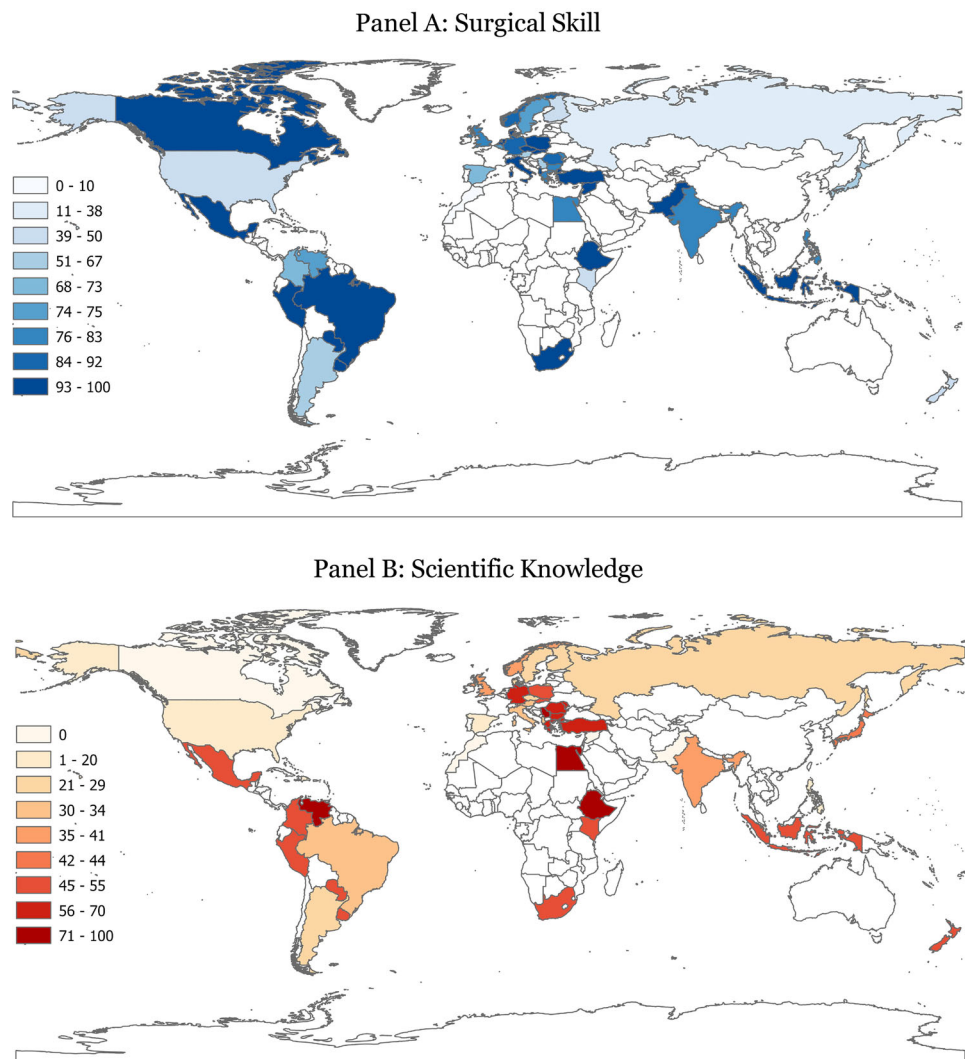 Panel A: Surgical Skill
0 - 10
11 - 38
39 - 50
51 - 67
68 - 73
74 - 75
76 - 83
84 - 92
93 - 100
Panel B: Scientific Knowledge
0
1 - 20
21 - 29
30 - 34
35 - 41
42 - 44
45 - 55
56 - 70
71 - 100